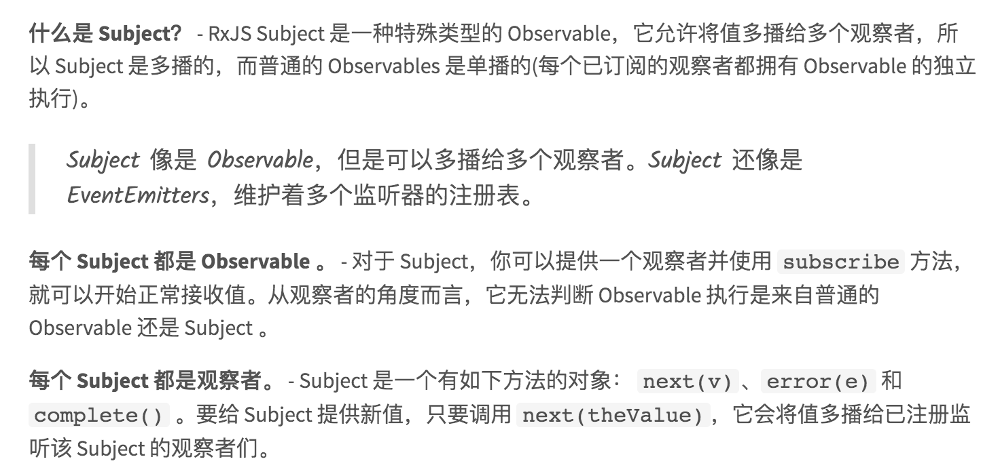 什么是 Subject？ - RxJS Subject 是一种特殊类型的 Observable，它允许将值多播给多个观察者，所
以 Subject 是多播的，而普通的 Observables 是单播的(每个已订阅的观察者都拥有 Observable 的独立
执行)。
Subject 像是 Observable，但是可以多播给多个观察者。Subject 还像是
EventEmitters，维护着多个监听器的注册表。
每个 Subject 都是 Observable 。 - 对于 Subject，你可以提供一个观察者并使用 subscribe 方法，
就可以开始正常接收值。从观察者的角度而言，它无法判断 Observable 执行是来自普通的
Observable 还是 Subject 。
每个 Subject 都是观察者。 - Subject 是一个有如下方法的对象： next(v) 、error(e) 和
complete() 。要给 Subject 提供新值，只要调用 next(theValue)，它会将值多播给已注册监
听该 Subject 的观察者们。